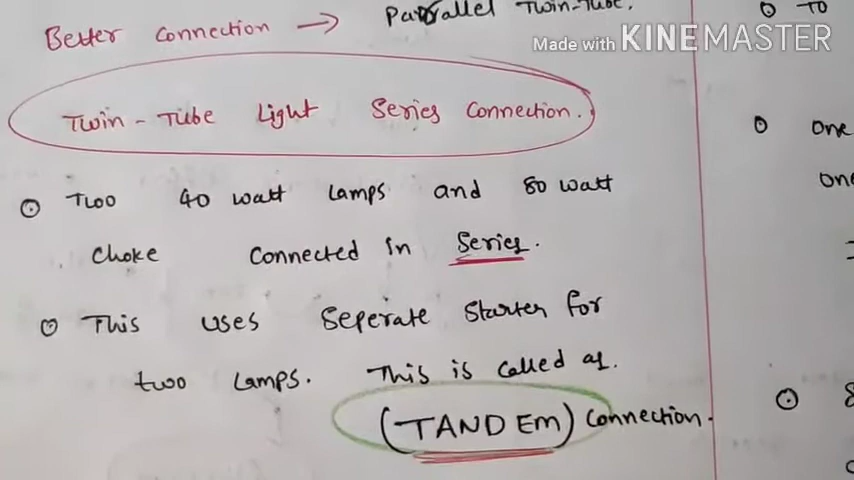 Better Connection → Parallel Twin-Tube.
Made with KINEMASTER
Twin-Tube Light Series Connection.
Two 40 watt Lamps and 80 watt
choke connected in Series.
This uses Seperate Starter for
two Lamps. This is called as.
(TANDEM) Connection.
TO
One
One